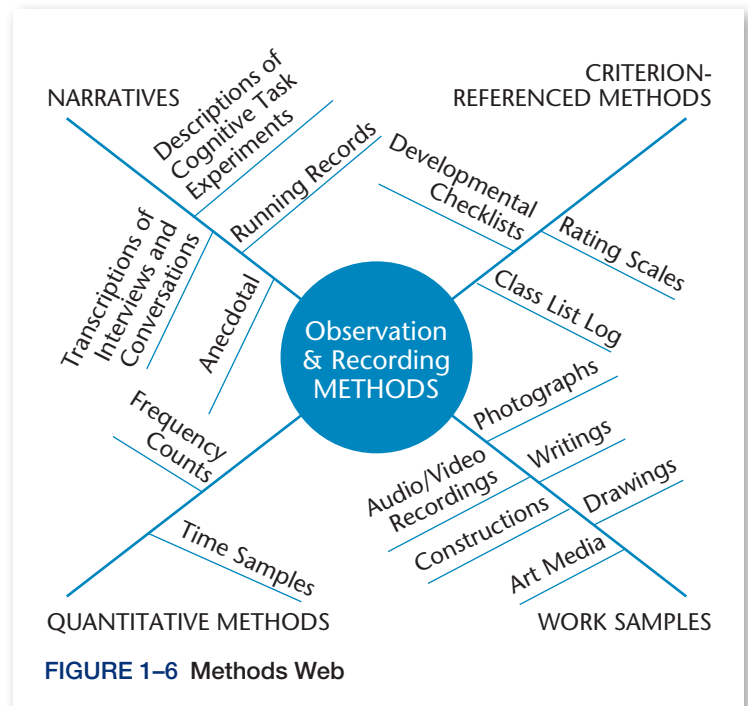 NARRATIVES
Descriptions of
Cognitive Task
Experiments
Running Records
Transcriptions of
Interviews and
Conversations
Anecdotal
CRITERION-
REFERENCED METHODS
Developmental
Checklists
Rating Scales
Class List Log
Observation
& Recording
METHODS
Frequency
Counts
Time Samples
QUANTITATIVE METHODS
Photographs
Audio/Video
Recordings
Writings
Constructions
Drawings
Art Media
WORK SAMPLES
FIGURE 1–6 Methods Web